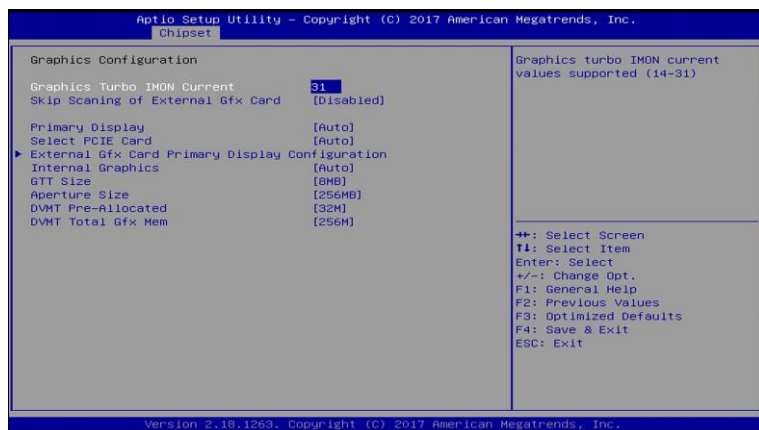 Aptio Setup Utility – Copyright (C) 2017 American Megatrends, Inc.
Chipset
Graphics Configuration
Graphics Turbo IMON Current 31
Skip Scaning of External Gfx Card [Disabled]
Primary Display [Auto]
Select PCIE Card [Auto]
► External Gfx Card Primary Display Configuration
Internal Graphics [Auto]
GTT Size [8MB]
Aperture Size [256MB]
DVMT Pre-Allocated [32M]
DVMT Total Gfx Mem [256M]
Graphics turbo IMON current
values supported (14-31)
→←: Select Screen
↑↓: Select Item
Enter: Select
+/-: Change Opt.
F1: General Help
F2: Previous Values
F3: Optimized Defaults
F4: Save & Exit
ESC: Exit
Version 2.18.1263. Copyright (C) 2017 American Megatrends, Inc.